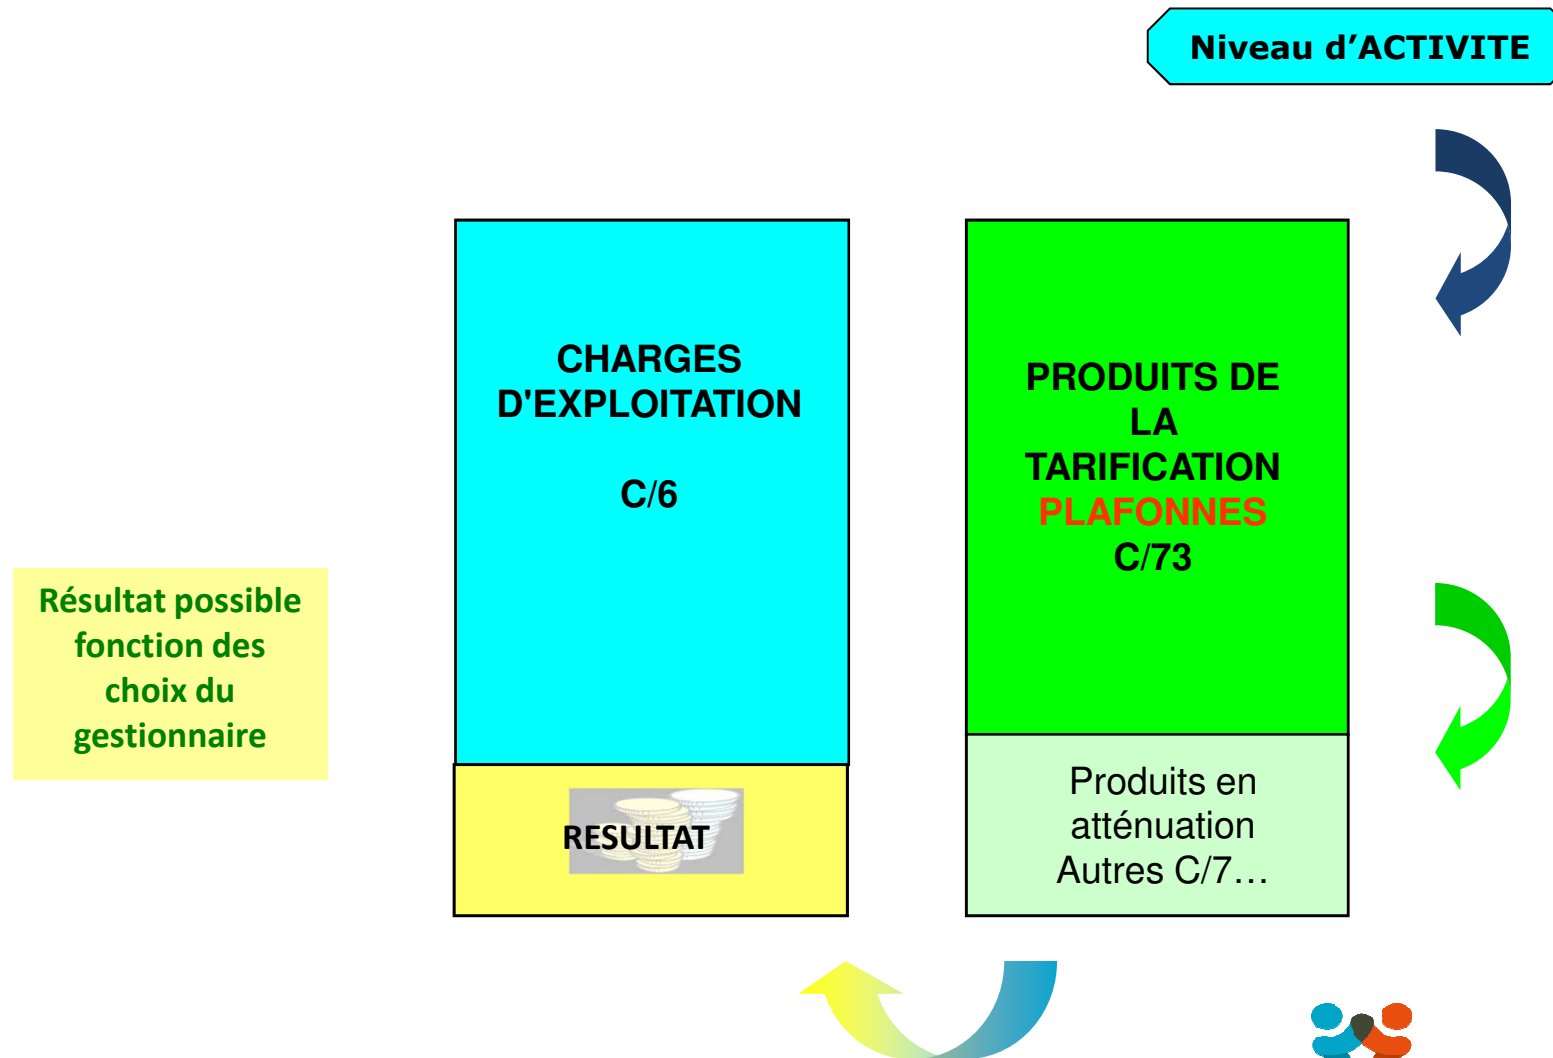 Niveau d’ACTIVITE
CHARGES
D'EXPLOITATION
C/6
PRODUITS DE
LA
TARIFICATION
PLAFONNES
C/73
Résultat possible
fonction des
choix du
gestionnaire
RESULTAT
Produits en
atténuation
Autres C/7…